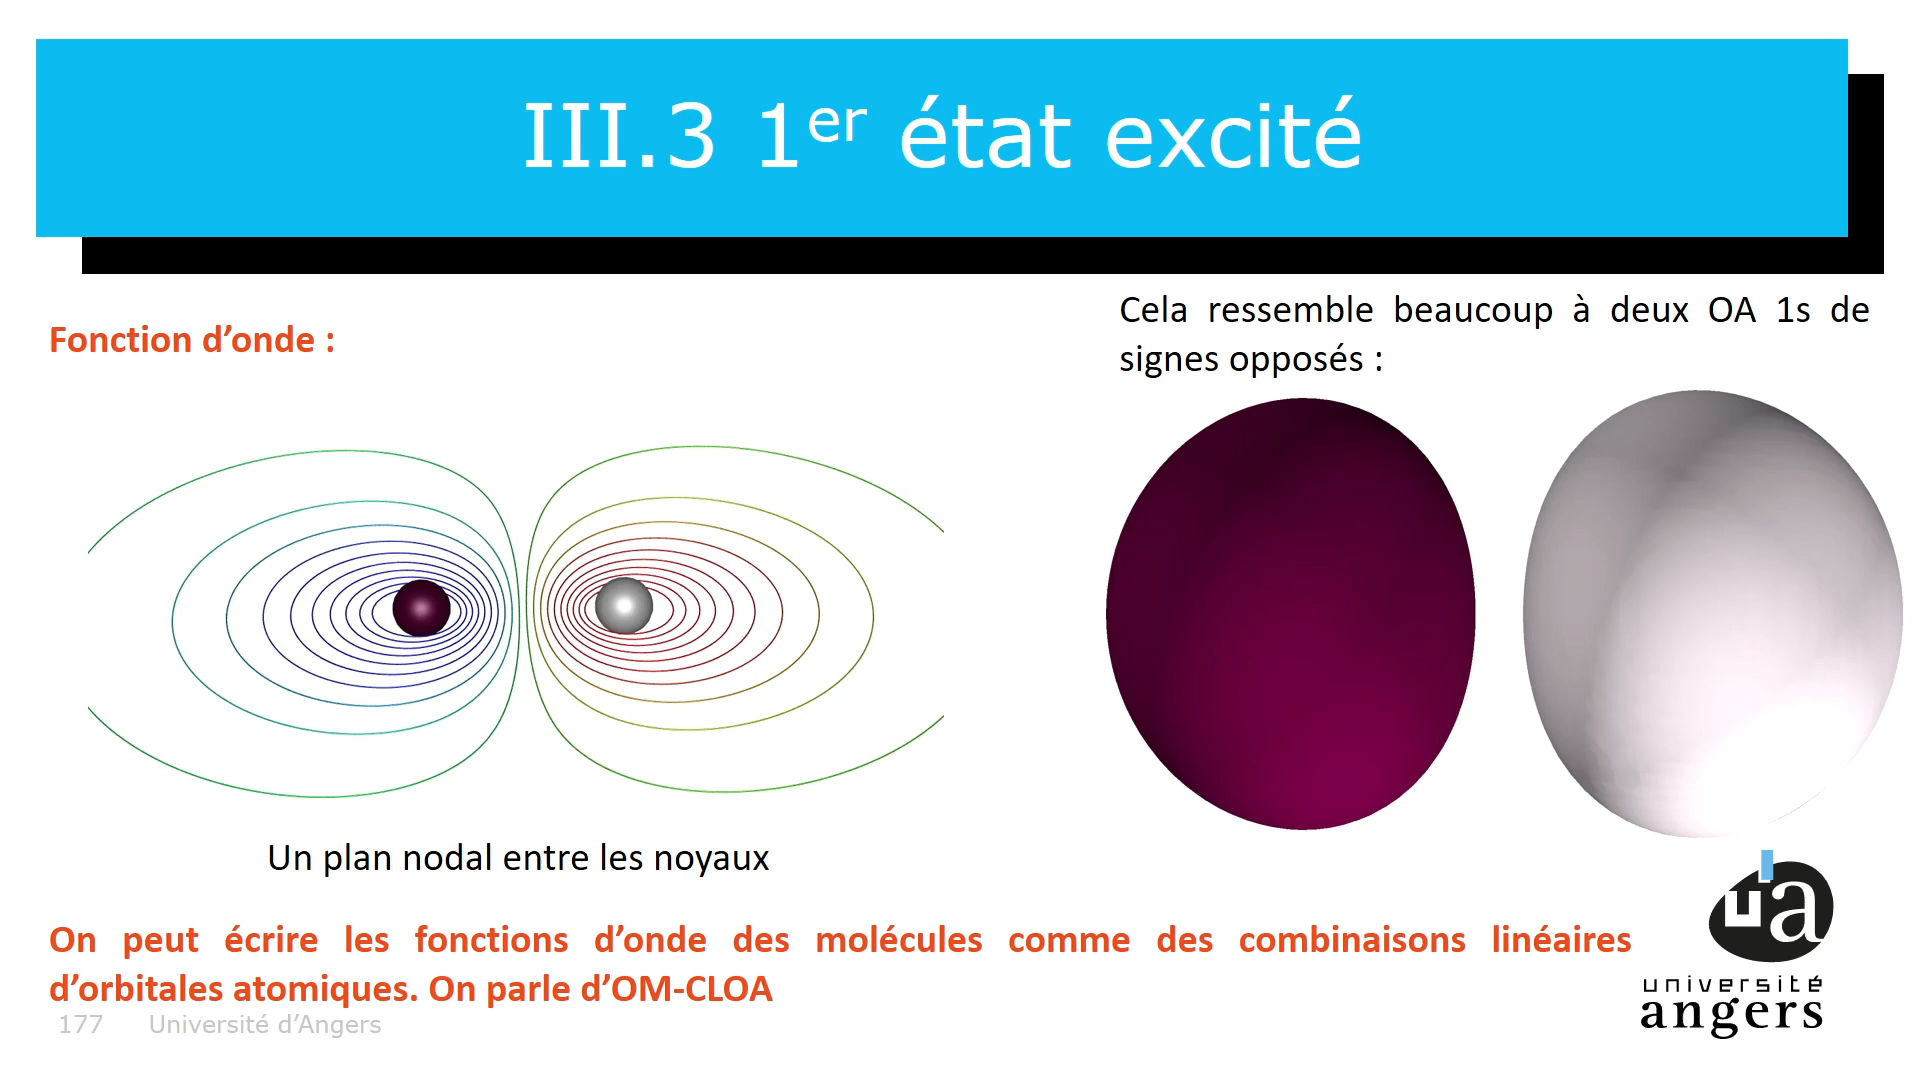 III.3 1er état excité
Fonction d’onde :
Cela ressemble beaucoup à deux OA 1s de
signes opposés :
Un plan nodal entre les noyaux
On peut écrire les fonctions d’onde des molécules comme des combinaisons linéaires
d’orbitales atomiques. On parle d’OM-CLOA
177 Université d’Angers
ua
université
angers